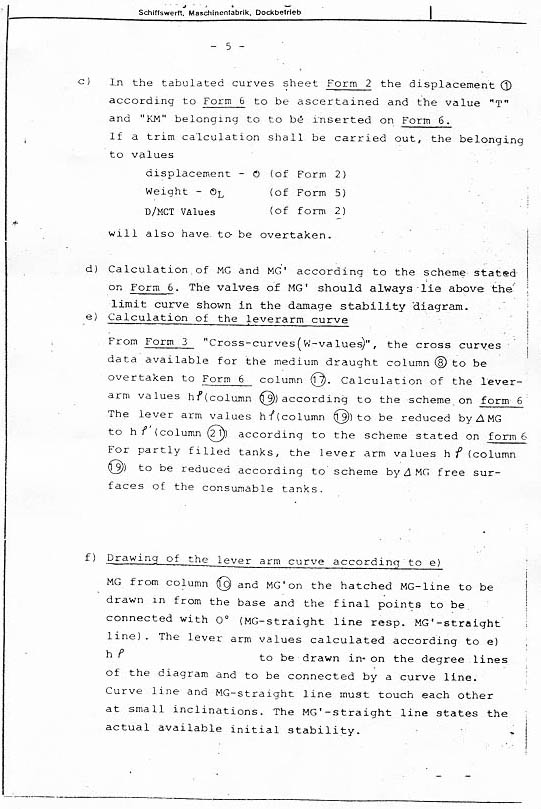 Schiffswerft, Maschinenfabrik, Dockbetrieb
- 5 -
c) In the tabulated curves sheet Form 2 the displacement ①
according to Form 6 to be ascertained and the value "T"
and "KM" belonging to to be inserted on Form 6.
If a trim calculation shall be carried out, the belonging
to values
displacement - (of Form 2)
Weight - (of Form 5)
D/MCT Values (of form 2)
will also have to be overtaken.
d) Calculation of MG and MG' according to the scheme stated
on Form 6. The valves of MG' should always lie above the
limit curve shown in the damage stability diagram.
e) Calculation of the leverarm curve
From Form 3 "Cross-curves(W-values)", the cross curves
data available for the medium draught column ⑧ to be
overtaken to Form 6 column ⑰. Calculation of the lever-
arm values hf (column ⑲) according to the scheme on form 6
The lever arm values hf (column ⑲) to be reduced by Δ MG
to hf' (column ㉑) according to the scheme stated on form 6
For partly filled tanks, the lever arm values hf (column
⑲) to be reduced according to scheme by Δ MG free sur-
faces of the consumable tanks.
f) Drawing of the lever arm curve according to e)
MG from column ⑩ and MG' on the hatched MG-line to be
drawn in from the base and the final points to be
connected with 0° (MG-straight line resp. MG'-straight
line). The lever arm values calculated according to e)
hf to be drawn in on the degree lines
of the diagram and to be connected by a curve line.
Curve line and MG-straight line must touch each other
at small inclinations. The MG'-straight line states the
actual available initial stability.